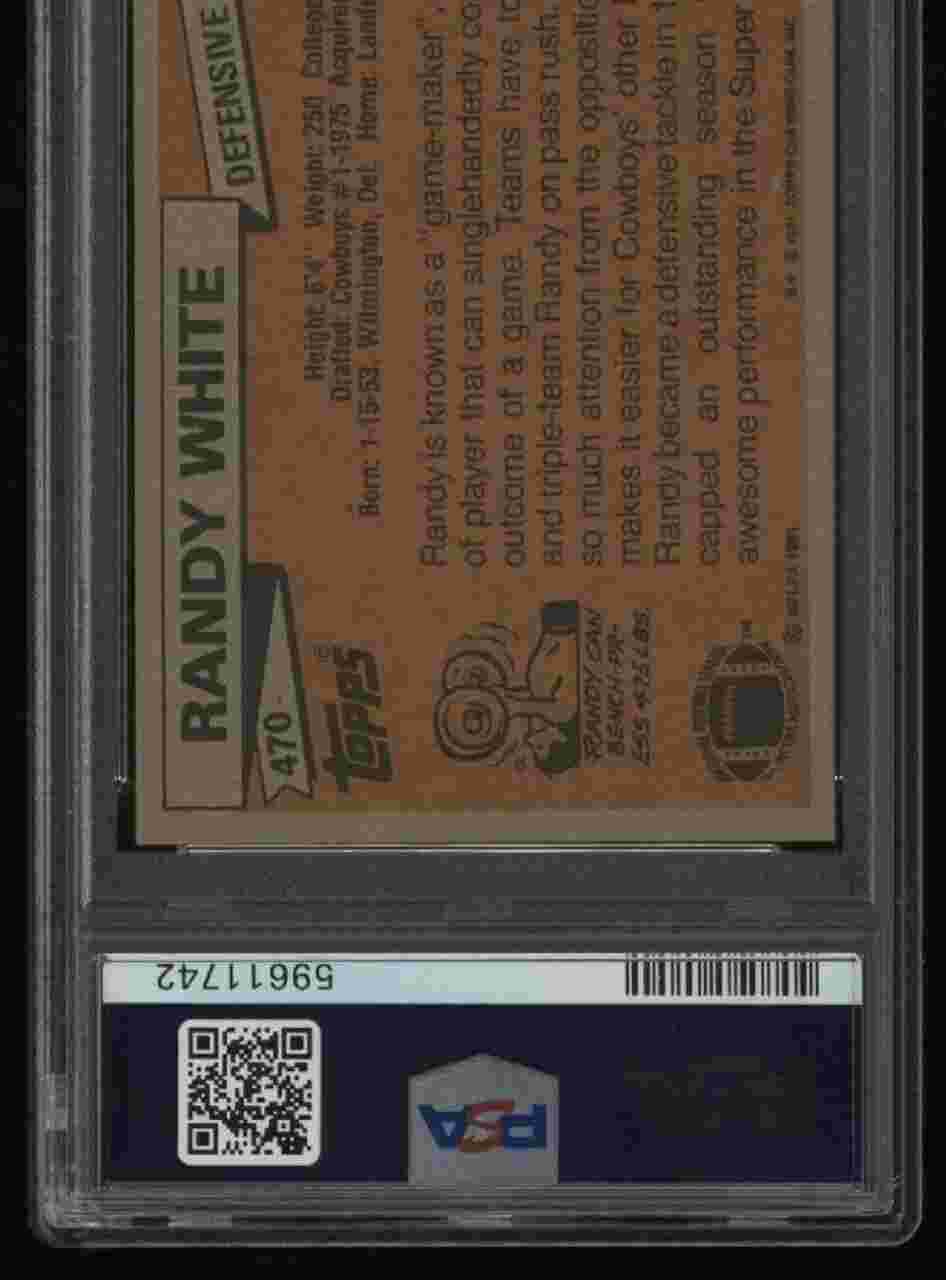 RANDY WHITE
DEFENSIVE
470
TOPPS ®
Height: 6'4" Weight: 250
Drafted: Cowboys #1-1975
Born: 1-15-53, Wilmington, Del. Home:
Randy is known as a "game-maker",
of player that can singlehandedly
outcome of a game. Teams have to
and triple-team Randy on pass rush.
so much attention from the
makes it easier for Cowboys' other
Randy became a defensive tackle in
capped an outstanding season
awesome performance in the Super
RANDY CAN
BENCH-PR-
ESS 425 LBS.
TM
59611742
PSA